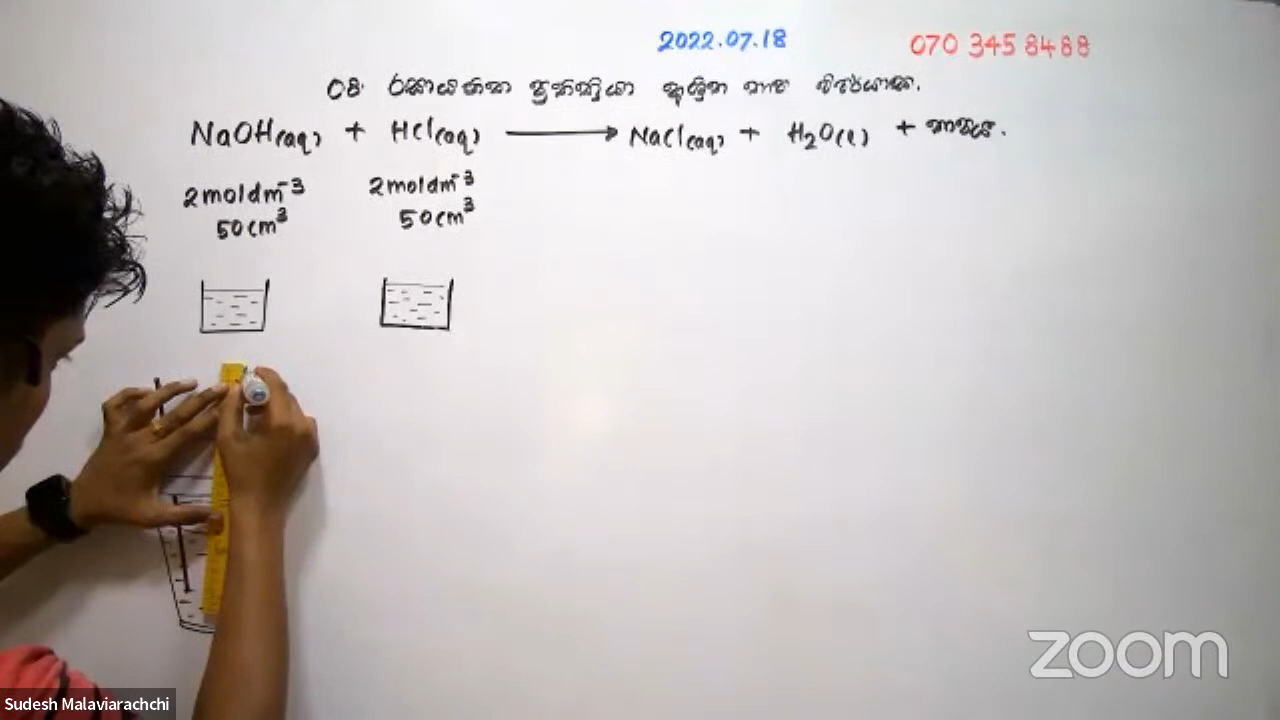 2022.07.18
070 345 8488
08. රසායනික ප්‍රතික්‍රියා ආශ්‍රිත තාප විපර්යාස.
NaOH(aq) + HCl(aq) ⟶ NaCl(aq) + H₂O(l) + තාපය.
2moldm⁻³ 2moldm⁻³
50cm³ 50cm³
zoom
Sudesh Malaviarachchi